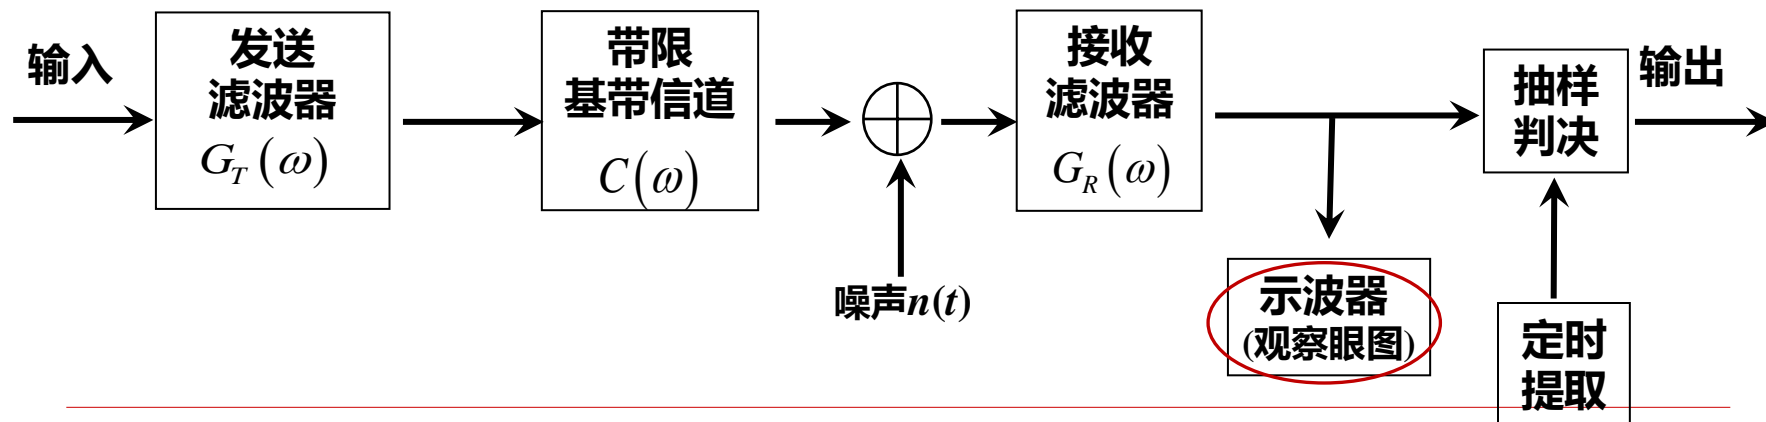 输入
发送
滤波器
G_T(ω)
带限
基带信道
C(ω)
噪声n(t)
接收
滤波器
G_R(ω)
示波器
(观察眼图)
抽样
判决
输出
定时
提取